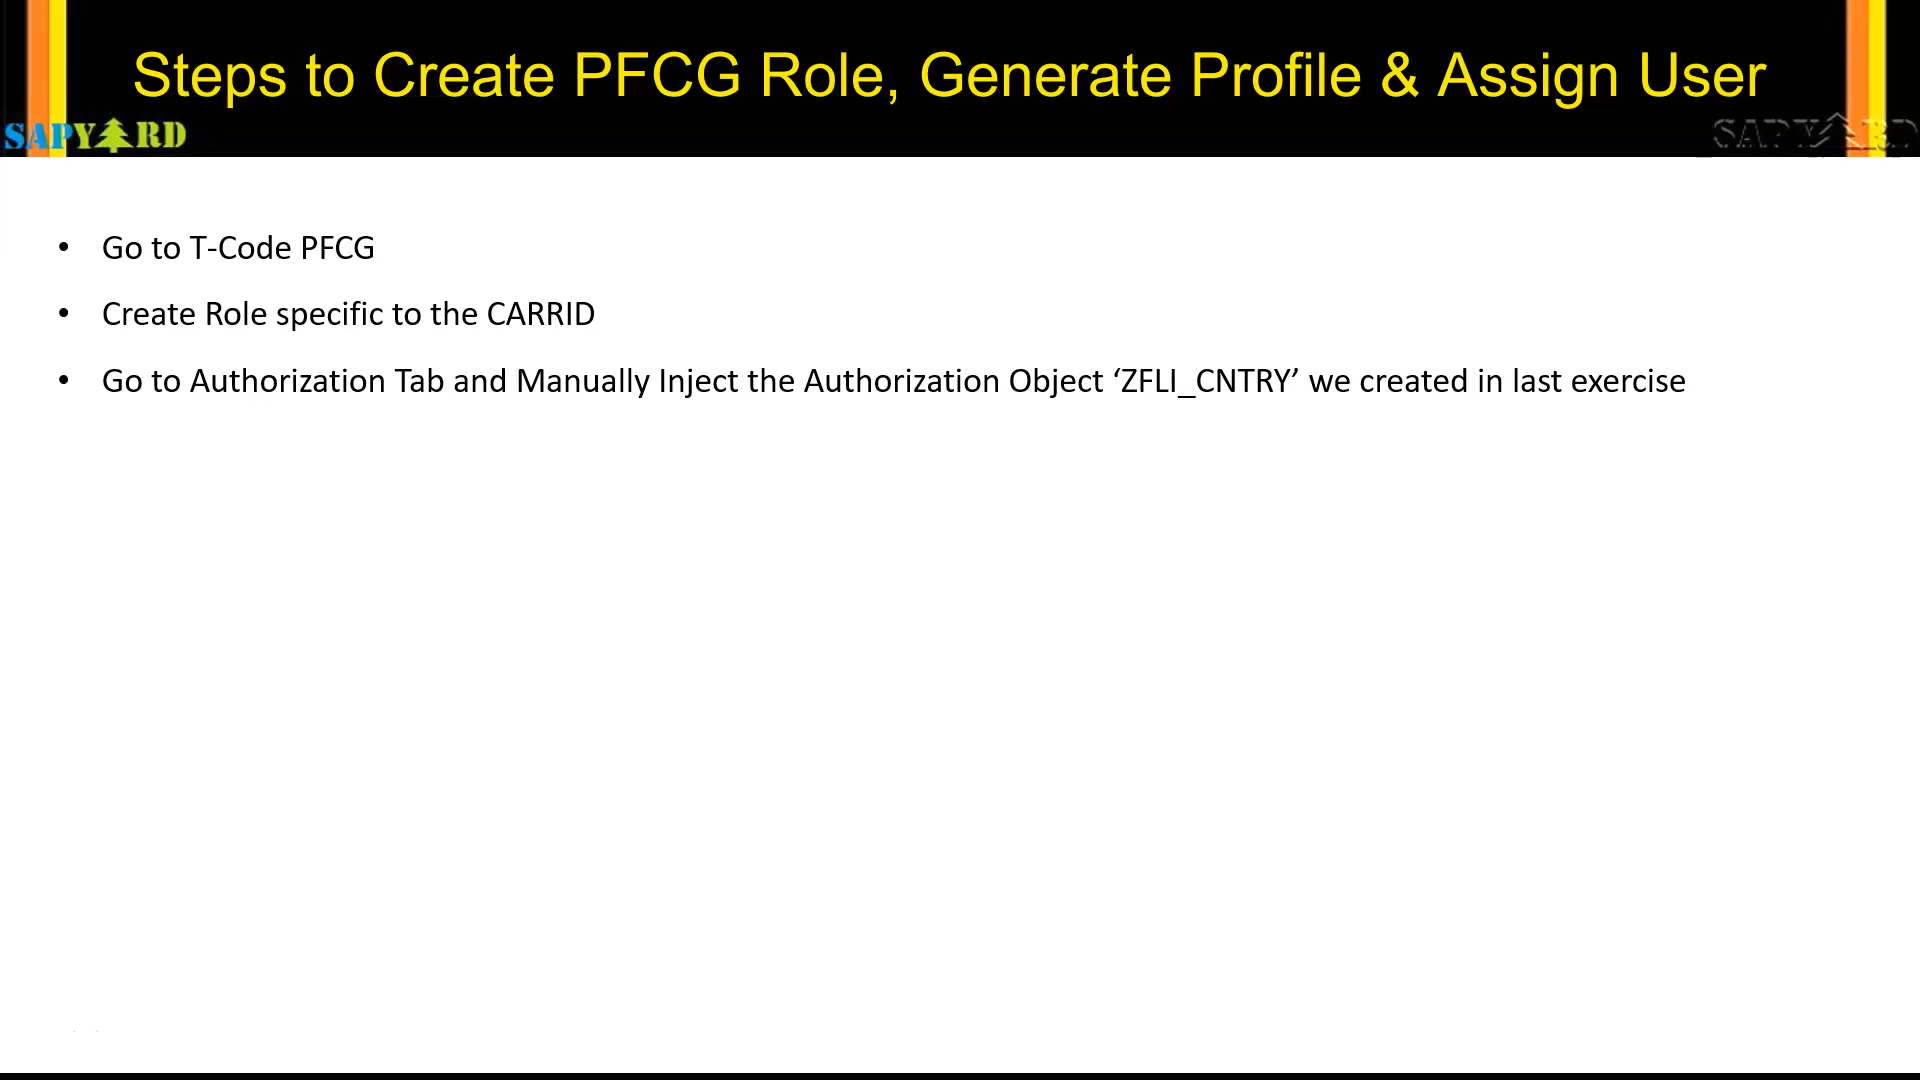 Steps to Create PFCG Role, Generate Profile & Assign User
SAPYARD
SAPYARD
• Go to T-Code PFCG
• Create Role specific to the CARRID
• Go to Authorization Tab and Manually Inject the Authorization Object ‘ZFLI_CNTRY’ we created in last exercise